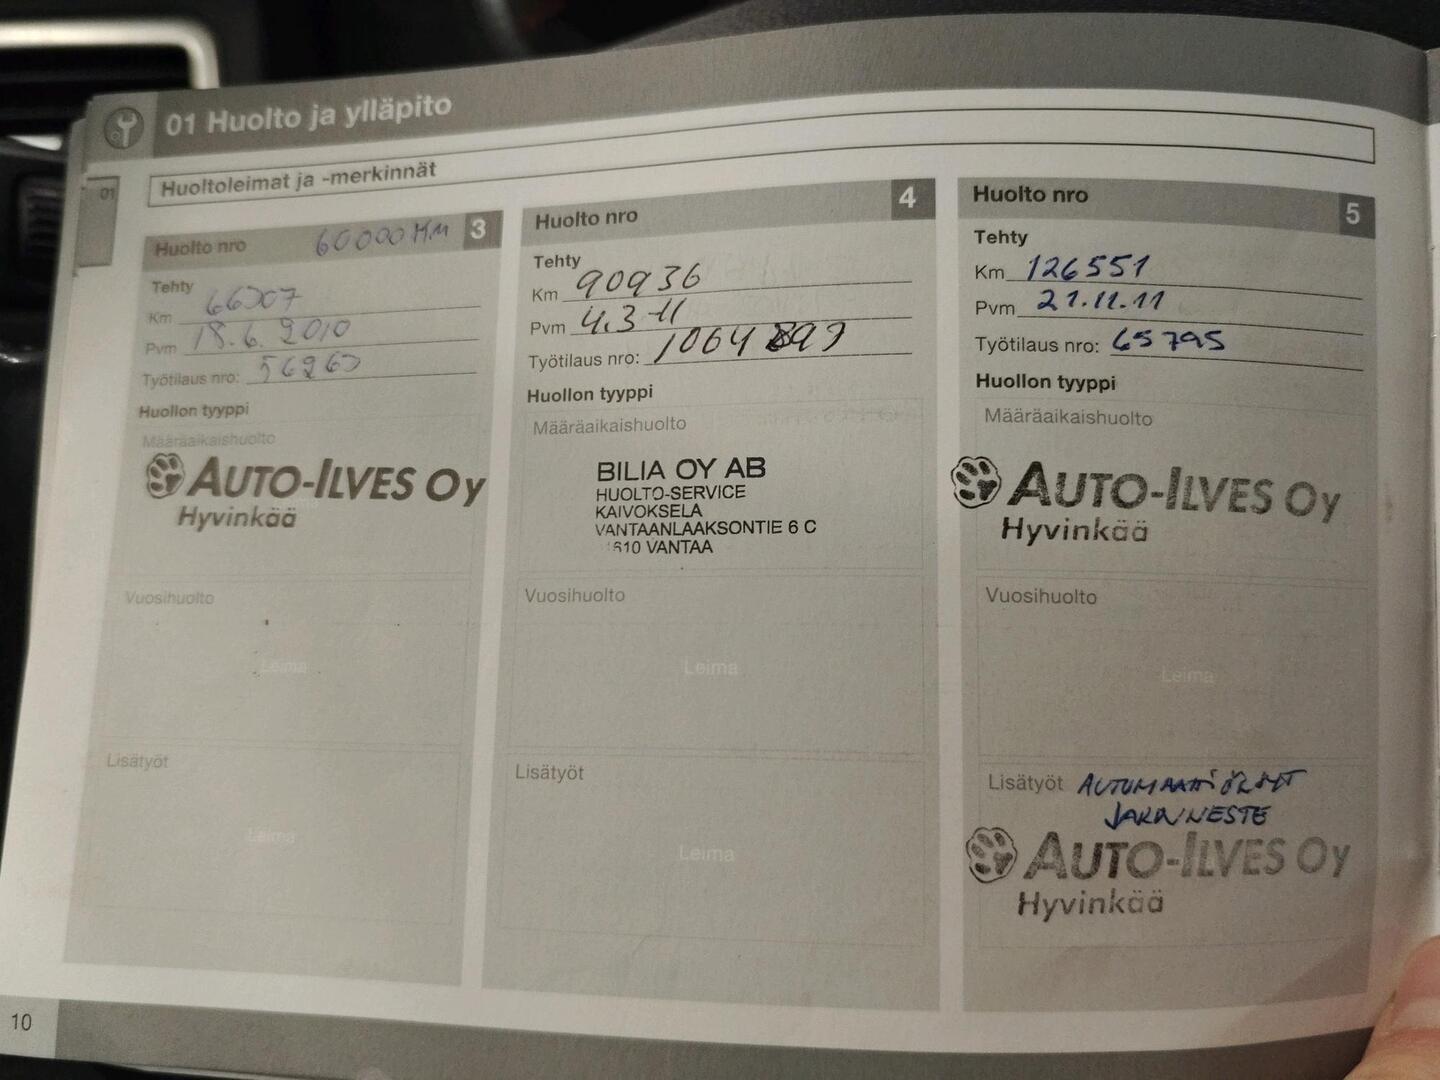 01 Huolto ja ylläpito
01
Huoltoleimat ja -merkinnät
Huolto nro 60000 KM 3
Tehty
Km 66307
Pvm 18.6.2010
Työtilaus nro: 56263
Huollon tyyppi
Määräaikaishuolto
AUTO-ILVES Oy
Hyvinkää
Vuosihuolto
Leima
Lisätyöt
Leima
Huolto nro 4
Tehty
Km 90936
Pvm 4.3-11
Työtilaus nro:
Huollon tyyppi
Määräaikaishuolto
BILIA OY AB
HUOLTO-SERVICE
KAIVOKSELA
VANTAANLAAKSONTIE 6 C
1610 VANTAA
Vuosihuolto
Leima
Lisätyöt
Leima
Huolto nro 5
Tehty
Km 126551
Pvm 21.11.11
Työtilaus nro: 65795
Huollon tyyppi
Määräaikaishuolto
AUTO-ILVES Oy
Hyvinkää
Vuosihuolto
Leima
Lisätyöt AUTOMAATTIÖLJYT
JARRUNESTE
AUTO-ILVES Oy
Hyvinkää
10